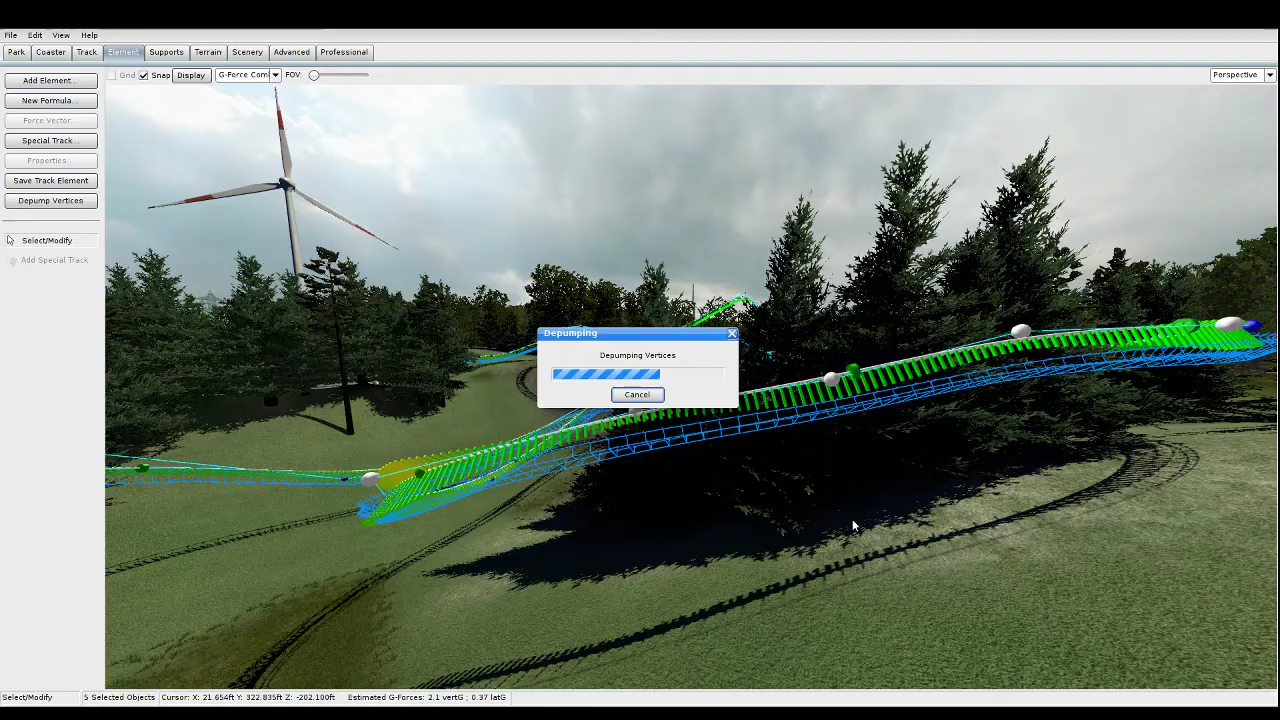 File Edit View Help
Park Coaster Track Element Supports Terrain Scenery Advanced Professional
Grid Snap Display G-Force Com FOV: Perspective
Add Element...
New Formula...
Force Vector
Special Track...
Properties...
Save Track Element
Depump Vertices
Select/Modify
Add Special Track
Depumping
Depumping Vertices
Cancel
Select/Modify 5 Selected Objects Cursor: X: 21.654ft Y: 322.835ft Z: -202.100ft Estimated G-Forces: 2.1 vertG ; 0.37 latG